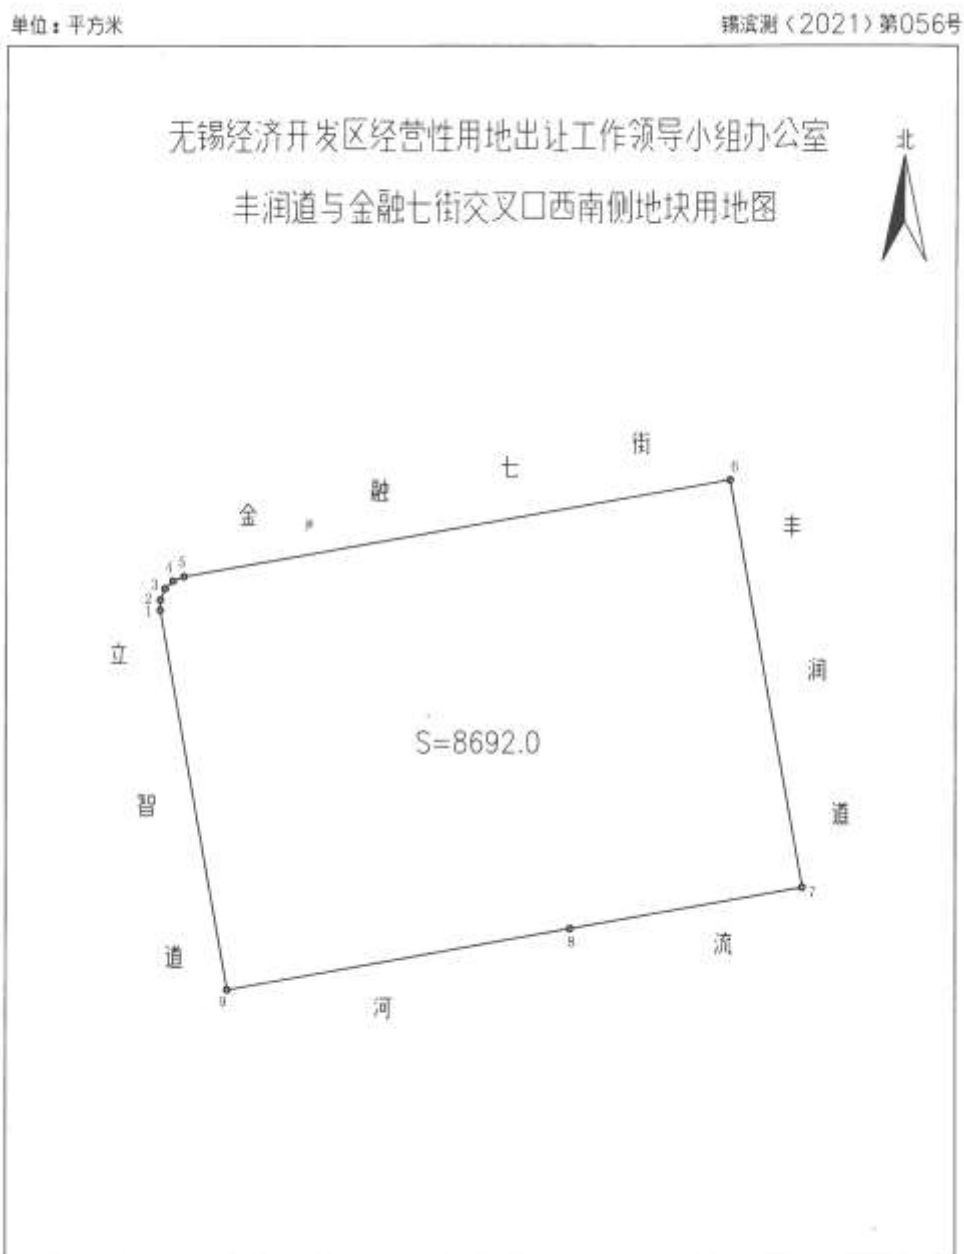 单位：平方米
锡滨测〈2021〉第056号
无锡经济开发区经营性用地出让工作领导小组办公室
丰润道与金融七街交叉口西南侧地块用地图
北
金融七街
丰润道
立智道
河流
S=8692.0
1
2
3
4
5
6
7
8
9